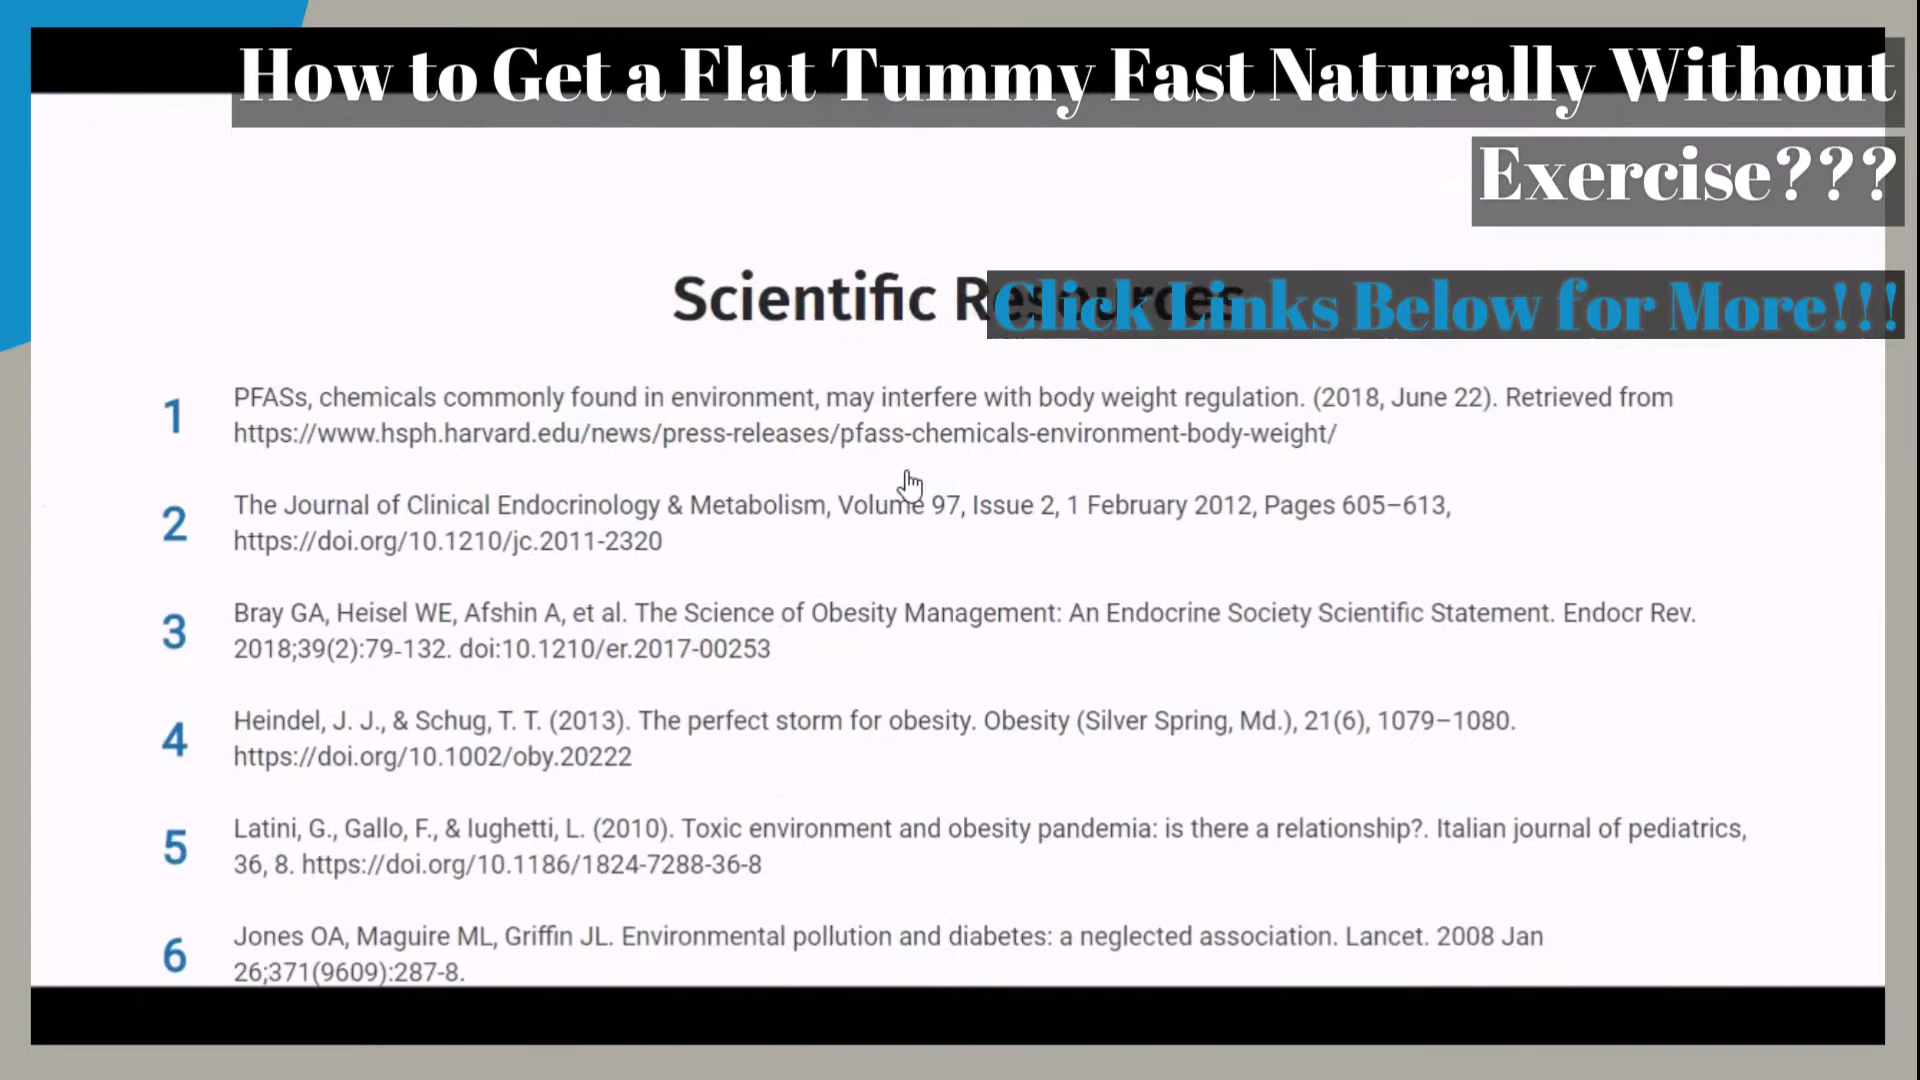 How to Get a Flat Tummy Fast Naturally Without
Exercise???
Scientific Resources
Click Links Below for More!!!
1
PFASs, chemicals commonly found in environment, may interfere with body weight regulation. (2018, June 22). Retrieved from
https://www.hsph.harvard.edu/news/press-releases/pfass-chemicals-environment-body-weight/
2
The Journal of Clinical Endocrinology & Metabolism, Volume 97, Issue 2, 1 February 2012, Pages 605–613,
https://doi.org/10.1210/jc.2011-2320
3
Bray GA, Heisel WE, Afshin A, et al. The Science of Obesity Management: An Endocrine Society Scientific Statement. Endocr Rev.
2018;39(2):79-132. doi:10.1210/er.2017-00253
4
Heindel, J. J., & Schug, T. T. (2013). The perfect storm for obesity. Obesity (Silver Spring, Md.), 21(6), 1079–1080.
https://doi.org/10.1002/oby.20222
5
Latini, G., Gallo, F., & Iughetti, L. (2010). Toxic environment and obesity pandemia: is there a relationship?. Italian journal of pediatrics,
36, 8. https://doi.org/10.1186/1824-7288-36-8
6
Jones OA, Maguire ML, Griffin JL. Environmental pollution and diabetes: a neglected association. Lancet. 2008 Jan
26;371(9609):287-8.